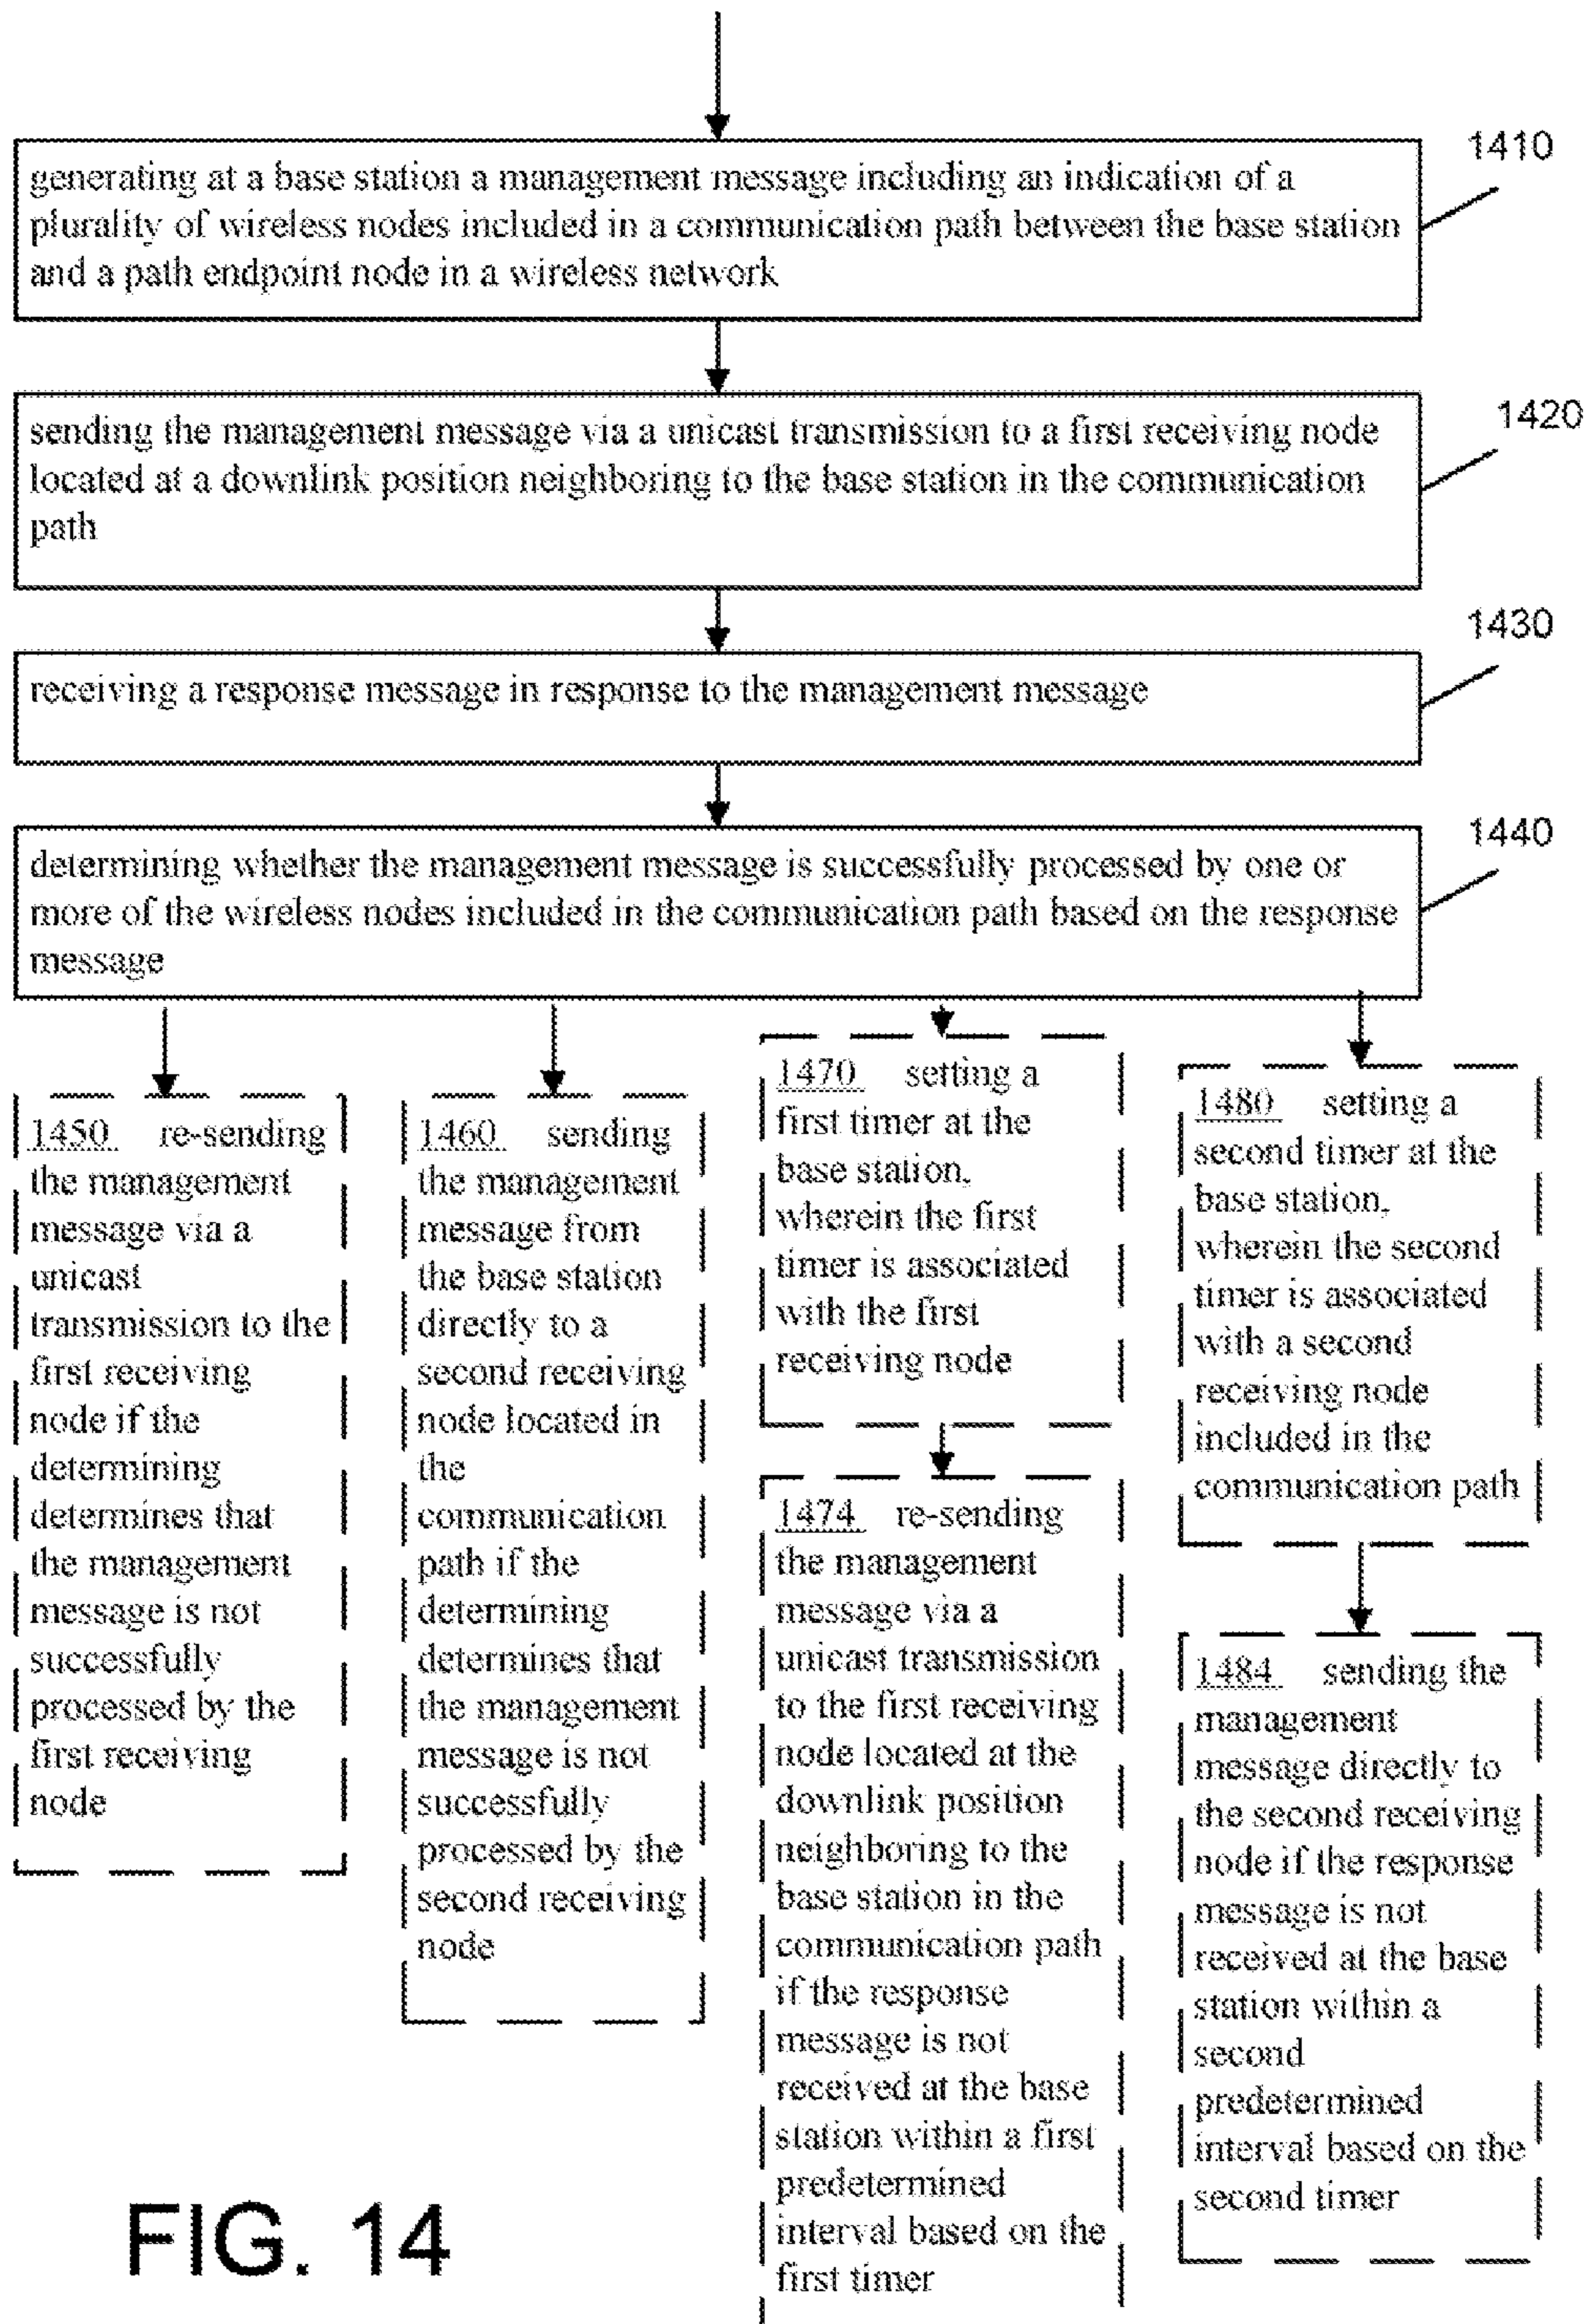 1410
generating at a base station a management message including an indication of a
plurality of wireless nodes included in a communication path between the base station
and a path endpoint node in a wireless network
1420
sending the management message via a unicast transmission to a first receiving node
located at a downlink position neighboring to the base station in the communication
path
1430
receiving a response message in response to the management message
1440
determining whether the management message is successfully processed by one or
more of the wireless nodes included in the communication path based on the response
message
1450 re-sending
the management
message via a
unicast
transmission to the
first receiving
node if the
determining
determines that
the management
message is not
successfully
processed by the
first receiving
node
1460 sending
the management
message from
the base station
directly to a
second receiving
node located in
the
communication
path if the
determining
determines that
the management
message is not
successfully
processed by the
second receiving
node
1470 setting a
first timer at the
base station,
wherein the first
timer is associated
with the first
receiving node
1474 re-sending
the management
message via a
unicast transmission
to the first receiving
node located at the
downlink position
neighboring to the
base station in the
communication path
if the response
message is not
received at the base
station within a first
predetermined
interval based on the
first timer
1480 setting a
second timer at the
base station,
wherein the second
timer is associated
with a second
receiving node
included in the
communication path
1484 sending the
management
message directly to
the second receiving
node if the response
message is not
received at the base
station within a
second
predetermined
interval based on the
second timer
FIG. 14